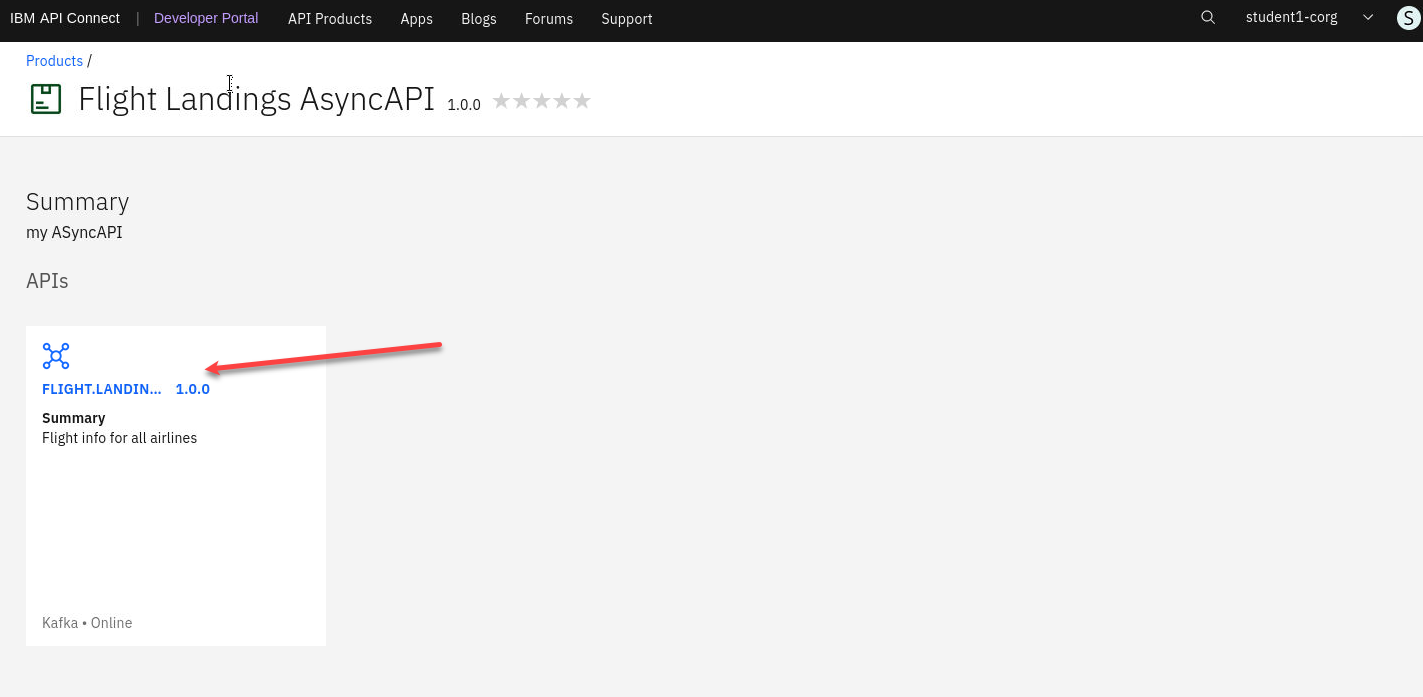 IBM API Connect | Developer Portal API Products Apps Blogs Forums Support student1-corg S
Products /
Flight Landings AsyncAPI 1.0.0
Summary
my ASyncAPI
APIs
FLIGHT.LANDIN... 1.0.0
Summary
Flight info for all airlines
Kafka • Online